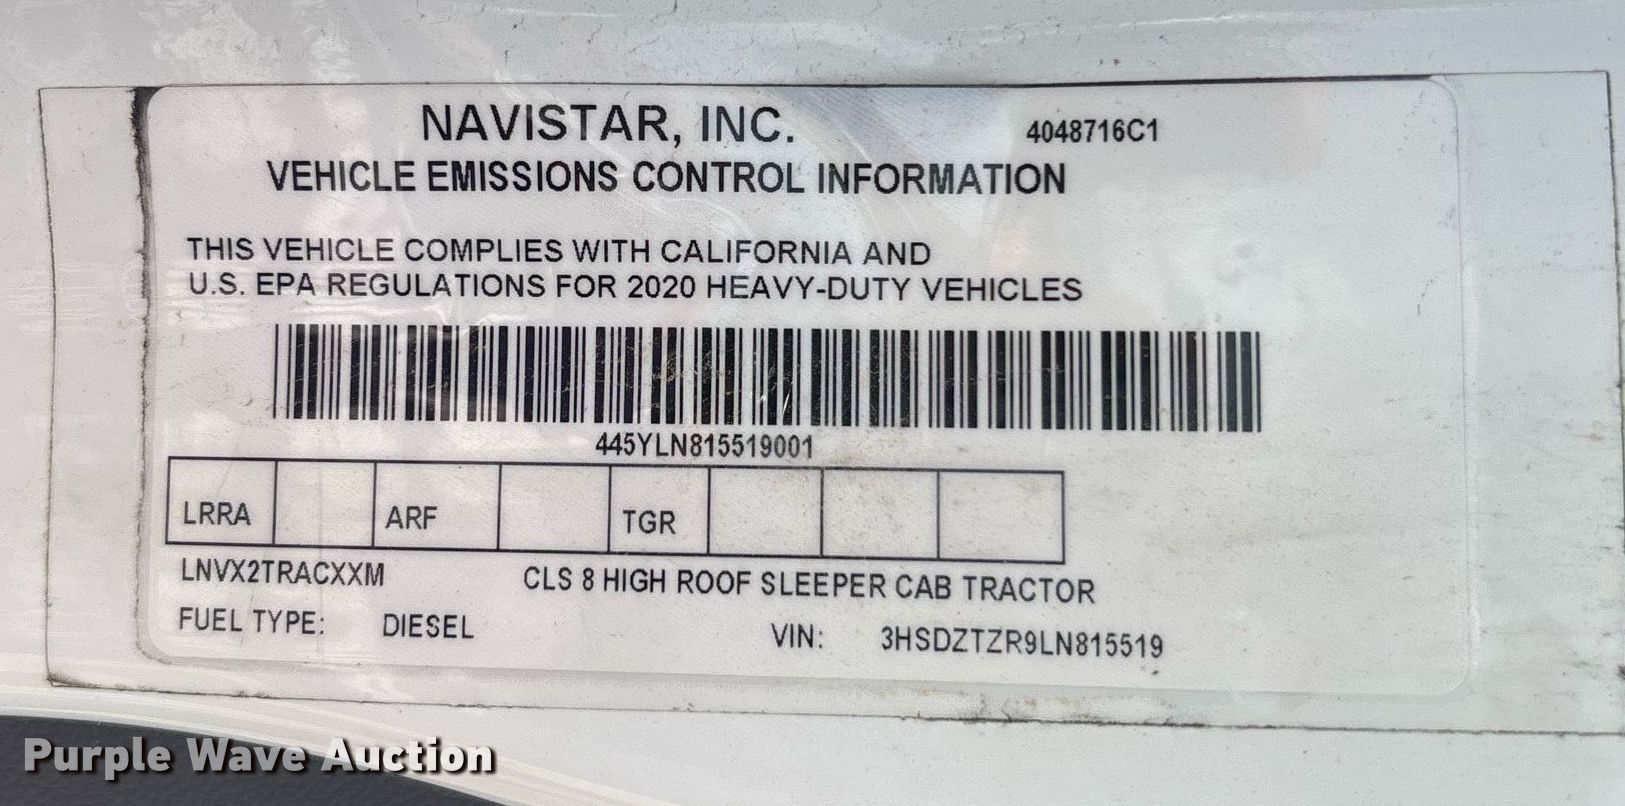 NAVISTAR, INC. 4048716C1
VEHICLE EMISSIONS CONTROL INFORMATION
THIS VEHICLE COMPLIES WITH CALIFORNIA AND
U.S. EPA REGULATIONS FOR 2020 HEAVY-DUTY VEHICLES
445YLN815519001
LRRA ARF TGR
LNVX2TRACXXM CLS 8 HIGH ROOF SLEEPER CAB TRACTOR
FUEL TYPE: DIESEL VIN: 3HSDZTZR9LN815519
Purple Wave Auction